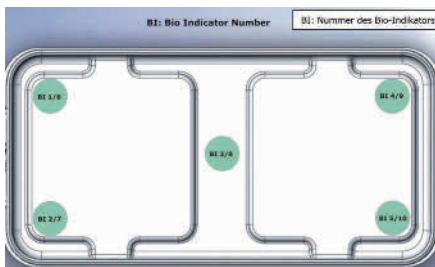 BI: Bio Indicator Number
BI: Nummer des Bio-Indikators
BI 1/6
BI 4/9
BI 3/8
BI 2/7
BI 5/10